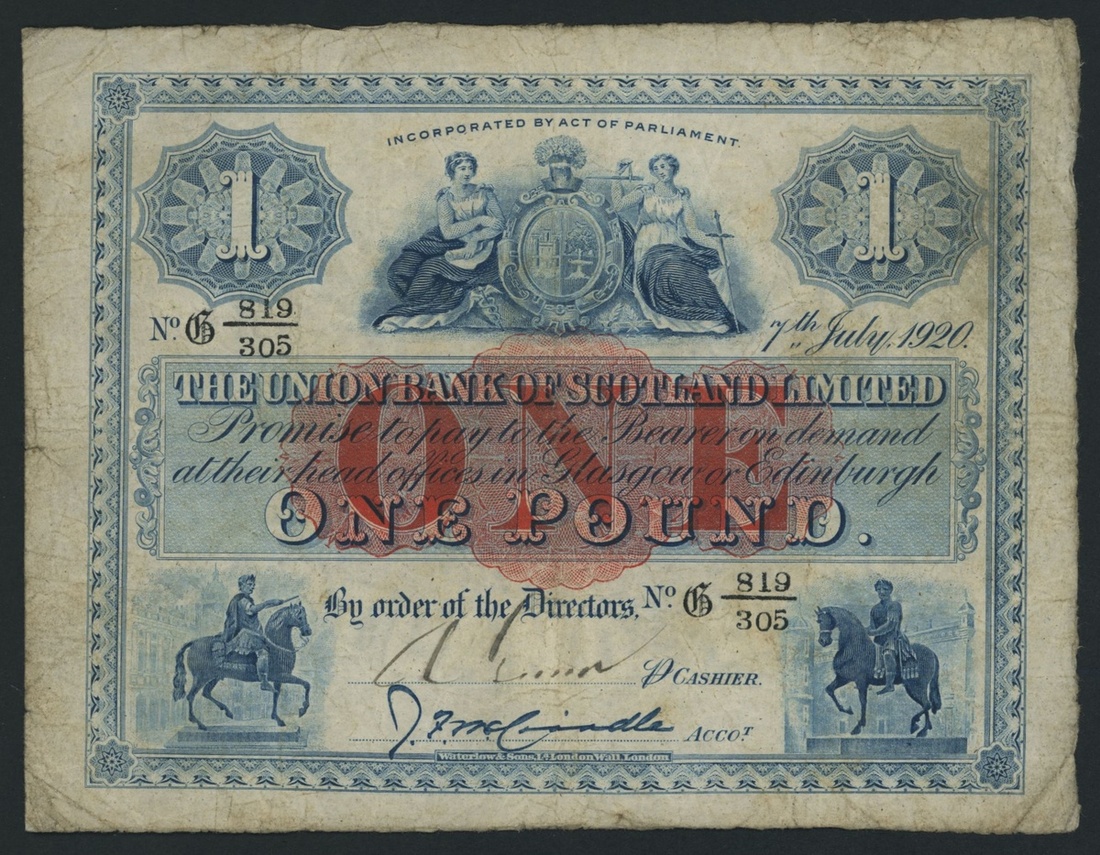 INCORPORATED BY ACT OF PARLIAMENT.
1 1
No. G 819/305
7th July, 1920.
THE UNION BANK OF SCOTLAND LIMITED
ONE
Promise to pay to the Bearer on demand
at their head offices in Glasgow or Edinburgh
ONE POUND.
By order of the Directors, No. G 819/305
P CASHIER.
J. F. McCrindle ACCOT.
Waterlow & Sons, Ld. London Wall, London